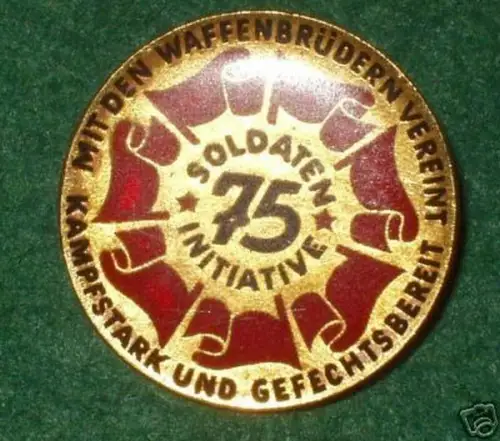 MIT DEN WAFFENBRÜDERN VEREINT
KAMPFSTARK UND GEFECHTSBEREIT
SOLDATEN
75
INITIATIVE